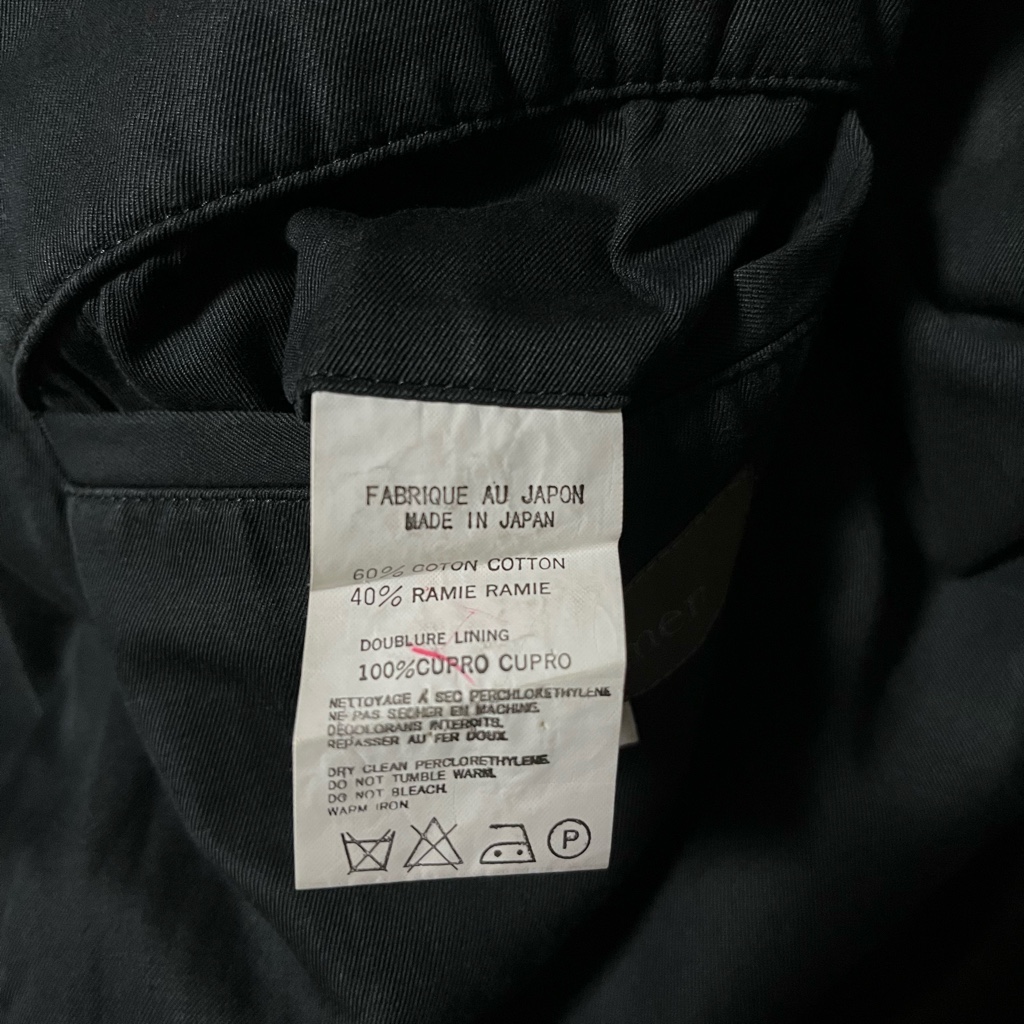 FABRIQUE AU JAPON
MADE IN JAPAN
60% COTON COTTON
40% RAMIE RAMIE
DOUBLURE LINING
100%CUPRO CUPRO
NETTOYAGE À SEC PERCHLORETHYLENE
NE PAS SECHER EN MACHINE.
DÉCOLORANS INTERDITS.
REPASSER AU FER DOUX.
DRY CLEAN PERCLORETHYLENE.
DO NOT TUMBLE WARM.
DO NOT BLEACH.
WARM IRON.
P
men